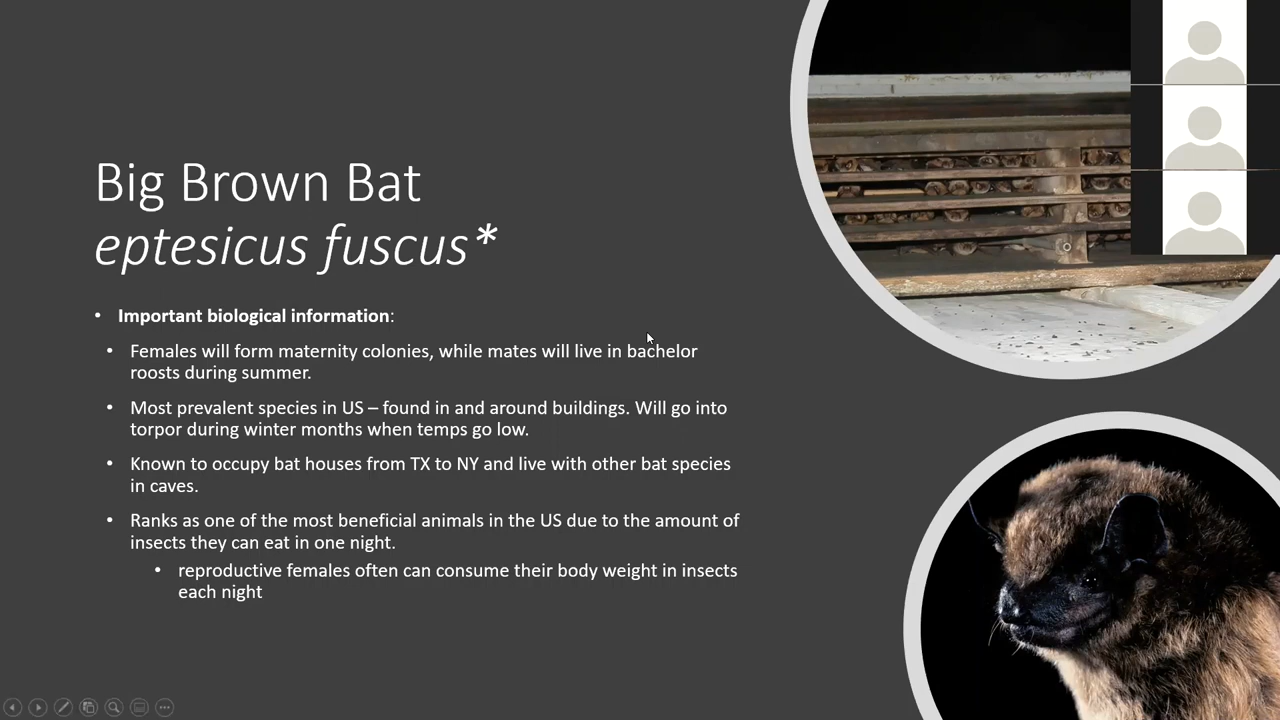 Big Brown Bat
eptesicus fuscus*
• Important biological information:
• Females will form maternity colonies, while mates will live in bachelor
roosts during summer.
• Most prevalent species in US – found in and around buildings. Will go into
torpor during winter months when temps go low.
• Known to occupy bat houses from TX to NY and live with other bat species
in caves.
• Ranks as one of the most beneficial animals in the US due to the amount of
insects they can eat in one night.
• reproductive females often can consume their body weight in insects
each night